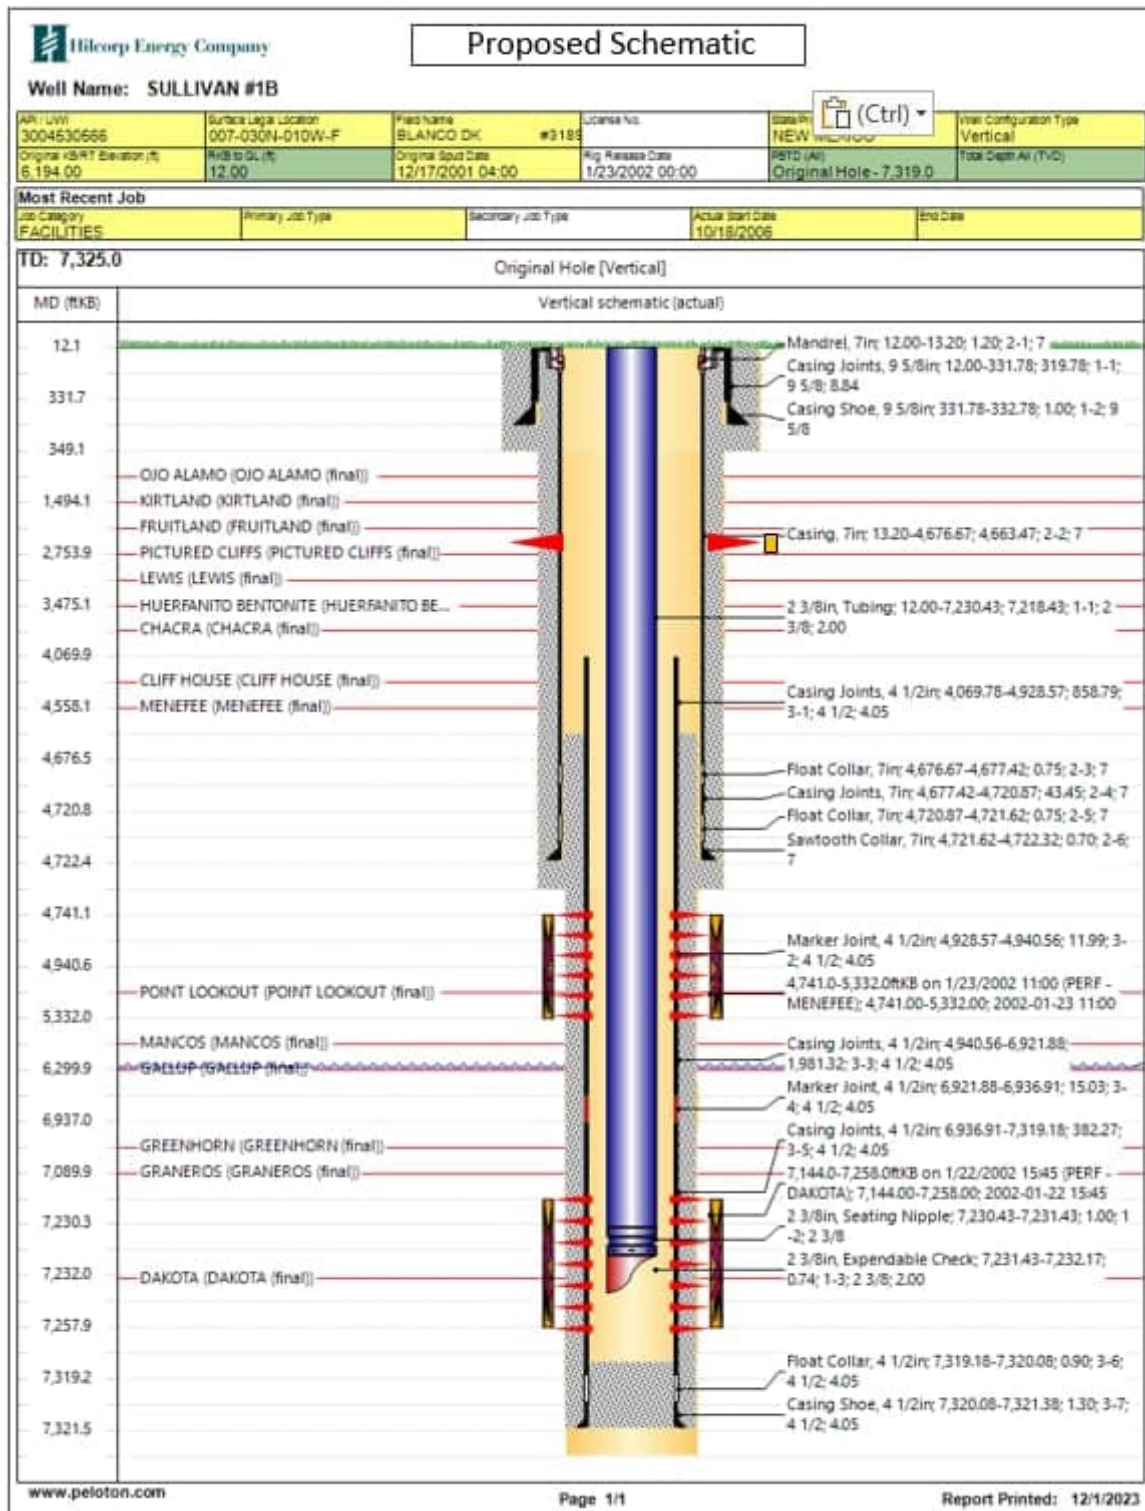 Hilcorp Energy Company
Proposed Schematic
Well Name: SULLIVAN #1B
API / UWI
3004530566
Surface Legal Location
007-030N-010W-F
Field Name
BLANCO DK #318
License No.
NEW MEXICO
(Ctrl)
Well Configuration Type
Vertical
Original KB/RT Elevation (ft)
6,194.00
RKB to GL (ft)
12.00
Original Spud Date
12/17/2001 04:00
Rig Release Date
1/23/2002 00:00
PBTD (All)
Original Hole - 7,319.0
Total Depth All (TVD)
Most Recent Job
Job Category
FACILITIES
Primary Job Type
Secondary Job Type
Actual Start Date
10/18/2006
End Date
TD: 7,325.0
Original Hole [Vertical]
MD (ftKB)
Vertical schematic (actual)
12.1
331.7
349.1
1,494.1
2,753.9
3,475.1
4,069.9
4,558.1
4,676.5
4,720.8
4,722.4
4,741.1
4,940.6
5,332.0
6,299.9
6,937.0
7,089.9
7,230.3
7,232.0
7,257.9
7,319.2
7,321.5
OJO ALAMO (OJO ALAMO (final))
KIRTLAND (KIRTLAND (final))
FRUITLAND (FRUITLAND (final))
PICTURED CLIFFS (PICTURED CLIFFS (final))
LEWIS (LEWIS (final))
HUERFANITO BENTONITE (HUERFANITO BE...
CHACRA (CHACRA (final))
CLIFF HOUSE (CLIFF HOUSE (final))
MENEFEE (MENEFEE (final))
POINT LOOKOUT (POINT LOOKOUT (final))
MANCOS (MANCOS (final))
GALLUP (GALLUP (final))
GREENHORN (GREENHORN (final))
GRANEROS (GRANEROS (final))
DAKOTA (DAKOTA (final))
Mandrel, 7in; 12.00-13.20; 1.20; 2-1; 7
Casing Joints, 9 5/8in; 12.00-331.78; 319.78; 1-1;
9 5/8; 8.84
Casing Shoe, 9 5/8in; 331.78-332.78; 1.00; 1-2; 9
5/8
Casing, 7in; 13.20-4,676.67; 4,663.47; 2-2; 7
2 3/8in, Tubing; 12.00-7,230.43; 7,218.43; 1-1; 2
3/8; 2.00
Casing Joints, 4 1/2in; 4,069.78-4,928.57; 858.79;
3-1; 4 1/2; 4.05
Float Collar, 7in; 4,676.67-4,677.42; 0.75; 2-3; 7
Casing Joints, 7in; 4,677.42-4,720.87; 43.45; 2-4; 7
Float Collar, 7in; 4,720.87-4,721.62; 0.75; 2-5; 7
Sawtooth Collar, 7in; 4,721.62-4,722.32; 0.70; 2-6;
7
Marker Joint, 4 1/2in; 4,928.57-4,940.56; 11.99; 3-
2; 4 1/2; 4.05
4,741.0-5,332.0ftKB on 1/23/2002 11:00 (PERF -
MENEFEE); 4,741.00-5,332.00; 2002-01-23 11:00
Casing Joints, 4 1/2in; 4,940.56-6,921.88;
1,981.32; 3-3; 4 1/2; 4.05
Marker Joint, 4 1/2in; 6,921.88-6,936.91; 15.03; 3-
4; 4 1/2; 4.05
Casing Joints, 4 1/2in; 6,936.91-7,319.18; 382.27;
3-5; 4 1/2; 4.05
7,144.0-7,258.0ftKB on 1/22/2002 15:45 (PERF -
DAKOTA); 7,144.00-7,258.00; 2002-01-22 15:45
2 3/8in, Seating Nipple; 7,230.43-7,231.43; 1.00; 1
-2; 2 3/8
2 3/8in, Expendable Check; 7,231.43-7,232.17;
0.74; 1-3; 2 3/8; 2.00
Float Collar, 4 1/2in; 7,319.18-7,320.08; 0.90; 3-6;
4 1/2; 4.05
Casing Shoe, 4 1/2in; 7,320.08-7,321.38; 1.30; 3-7;
4 1/2; 4.05
www.peloton.com
Page 1/1
Report Printed: 12/1/2023